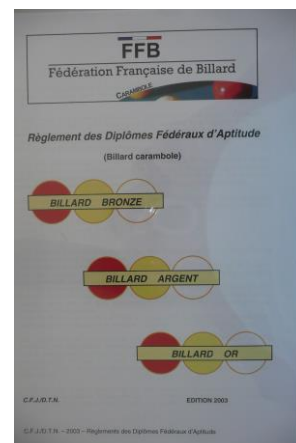 FFB
Fédération Française de Billard
CARAMBOLE
Règlement des Diplômes Fédéraux d'Aptitude
(Billard carambole)
BILLARD BRONZE
BILLARD ARGENT
BILLARD OR
C.F.J./D.T.N. EDITION 2003
C.F.J./D.T.N. – 2003 – Règlements des Diplômes Fédéraux d'Aptitude